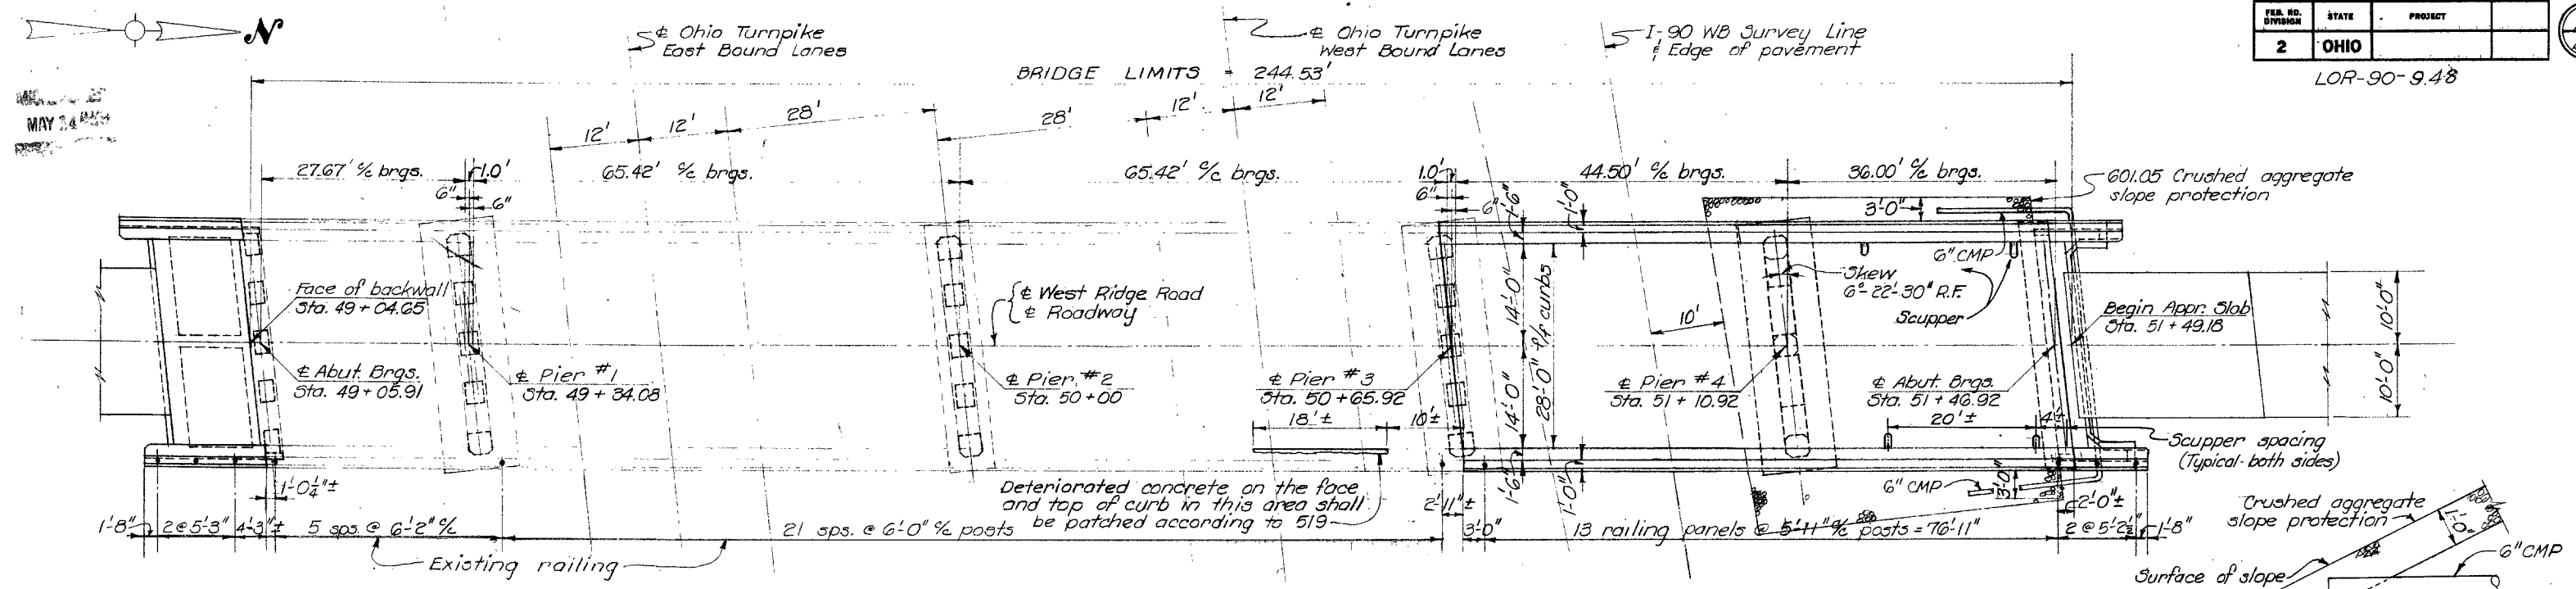 N
℄ Ohio Turnpike
East Bound Lanes
℄ Ohio Turnpike
West Bound Lanes
I-90 WB Survey Line
& Edge of pavement
FED. RD. DIVISION STATE PROJECT
2 OHIO
LOR-90-9.48
BRIDGE LIMITS = 244.53'
MAY 24
12' 12' 28' 28' 12' 12'
27.67' c/c brgs.
1.0'
6"
6"
65.42' c/c brgs.
65.42' c/c brgs.
1.0'
6"
6"
44.50' c/c brgs.
36.00' c/c brgs.
601.05 Crushed aggregate
slope protection
1'-6"
1'-0"
3'-0"
6" CMP
Skew
6°-22'-30" R.F.
Scupper
Face of backwall
Sta. 49 + 04.65
℄ West Ridge Road
℄ Roadway
14'-0"
28'-0" f/f curbs
10'
Begin Appr. Slab
Sta. 51 + 49.18
10'-0"
℄ Abut. Brgs.
Sta. 49 + 05.91
℄ Pier #1
Sta. 49 + 34.08
℄ Pier #2
Sta. 50 + 00
℄ Pier #3
Sta. 50 + 65.92
14'-0"
℄ Pier #4
Sta. 51 + 10.92
℄ Abut. Brgs.
Sta. 51 + 46.92
10'-0"
18'±
10'±
20'±
4'±
Scupper spacing
(Typical-both sides)
1'-0¼"±
Deteriorated concrete on the face
and top of curb in this area shall
be patched according to 519
2'-11"±
1'-6"
1'-0"
6" CMP
3'-0"
2'-0"±
Crushed aggregate
slope protection
1'-0"
1'-8"
2@5'-3"
4'-3"±
5 sps. @ 6'-2" c/c
21 sps. @ 6'-0" c/c posts
3'-0"
13 railing panels @ 5'-11" c/c posts = 76'-11"
2@5'-2½"
1'-8"
Existing railing
Surface of slope
6" CMP